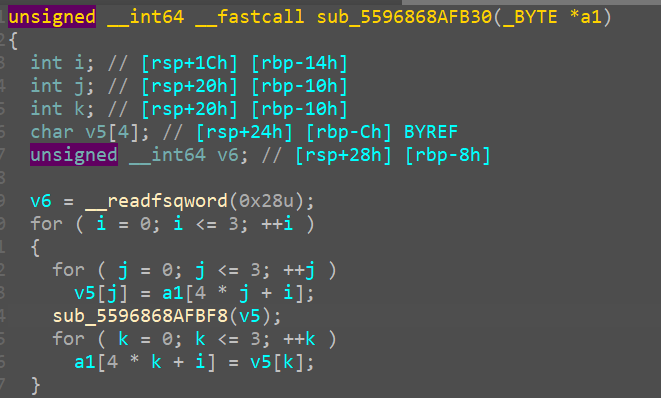 unsigned __int64 __fastcall sub_5596868AFB30(_BYTE *a1)
{
  int i; // [rsp+1Ch] [rbp-14h]
  int j; // [rsp+20h] [rbp-10h]
  int k; // [rsp+20h] [rbp-10h]
  char v5[4]; // [rsp+24h] [rbp-Ch] BYREF
  unsigned __int64 v6; // [rsp+28h] [rbp-8h]

  v6 = __readfsqword(0x28u);
  for ( i = 0; i <= 3; ++i )
  {
    for ( j = 0; j <= 3; ++j )
      v5[j] = a1[4 * j + i];
    sub_5596868AFBF8(v5);
    for ( k = 0; k <= 3; ++k )
      a1[4 * k + i] = v5[k];
  }